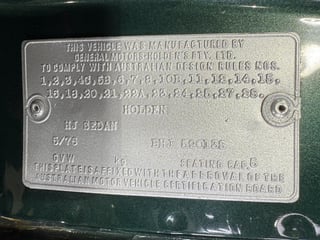 THIS VEHICLE WAS MANUFACTURED BY
GENERAL MOTORS-HOLDEN'S PTY. LTD.
TO COMPLY WITH AUSTRALIAN DESIGN RULES NOS.
1,2,3,4C,5B,6,7,8,10B,11,12,14,15,
16,18,20,21,22A,23,24,25,27,28.
HOLDEN
HJ SEDAN
5/76
GVW kg SEATING CAP. 5
THIS PLATE IS AFFIXED WITH THE APPROVAL OF THE
AUSTRALIAN MOTOR VEHICLE CERTIFICATION BOARD